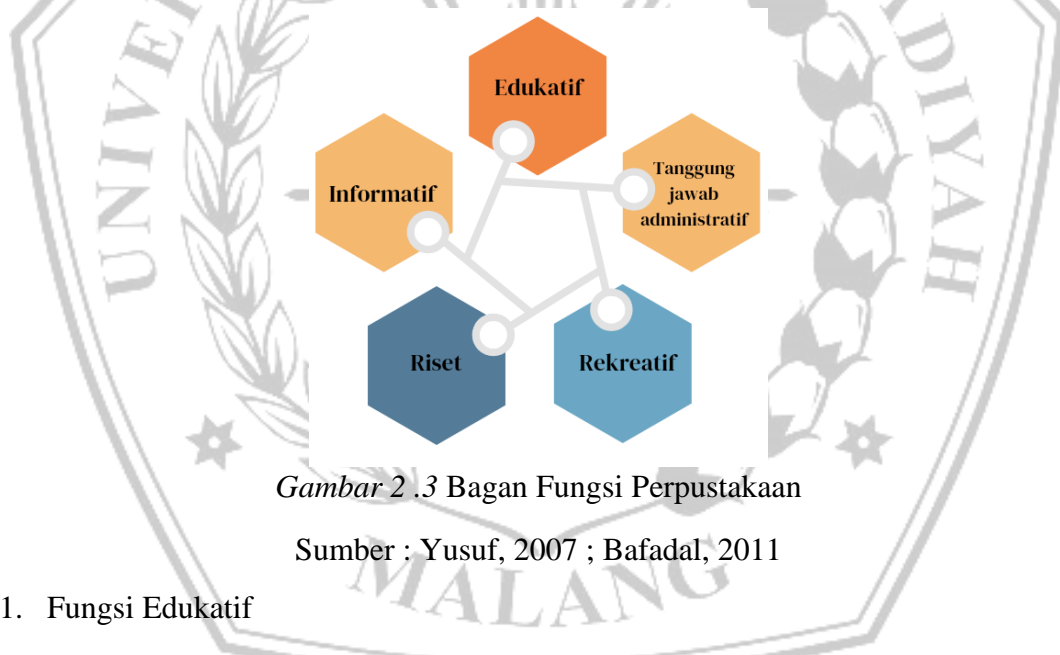 Edukatif
Informatif
Tanggung
jawab
administratif
Riset
Rekreatif
Gambar 2 .3 Bagan Fungsi Perpustakaan
Sumber : Yusuf, 2007 ; Bafadal, 2011
MALANG
1. Fungsi Edukatif